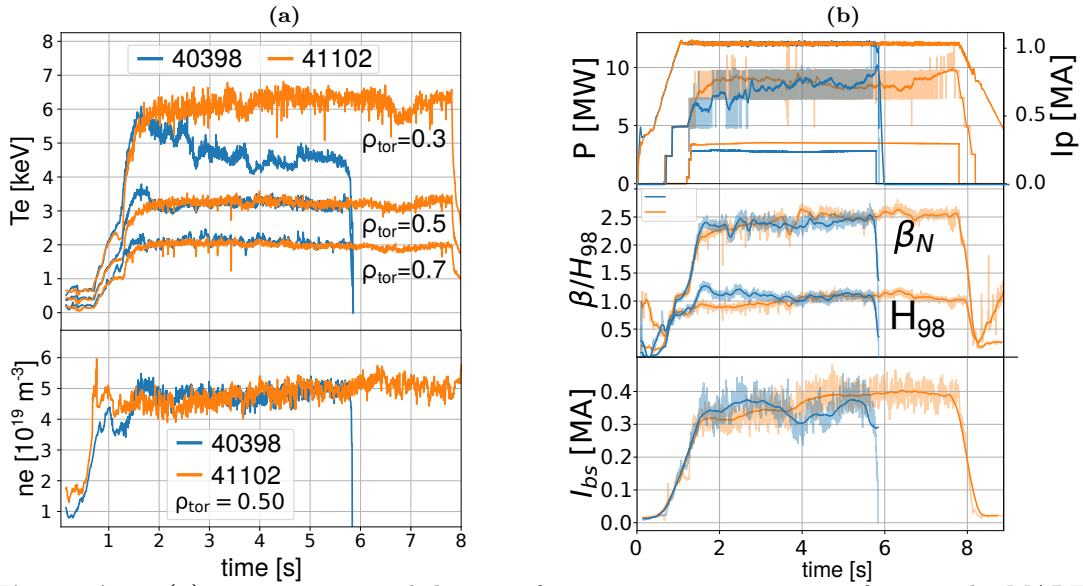 (a)
8
7
6
5
4
3
2
1
0
Te [keV]
40398 41102
ρtor=0.3
ρtor=0.5
ρtor=0.7
6
5
4
3
2
1
ne [10¹⁹ m⁻³]
40398
41102
ρtor = 0.50
1 2 3 4 5 6 7 8
time [s]
(b)
10
5
0
P [MW]
1.0
0.5
0.0
Ip [MA]
time [s]
2.5
2.0
1.5
1.0
0.5
β/H98
βN
H98
time [s]
0.4
0.3
0.2
0.1
0.0
Ibs [MA]
0 2 4 6 8
time [s]